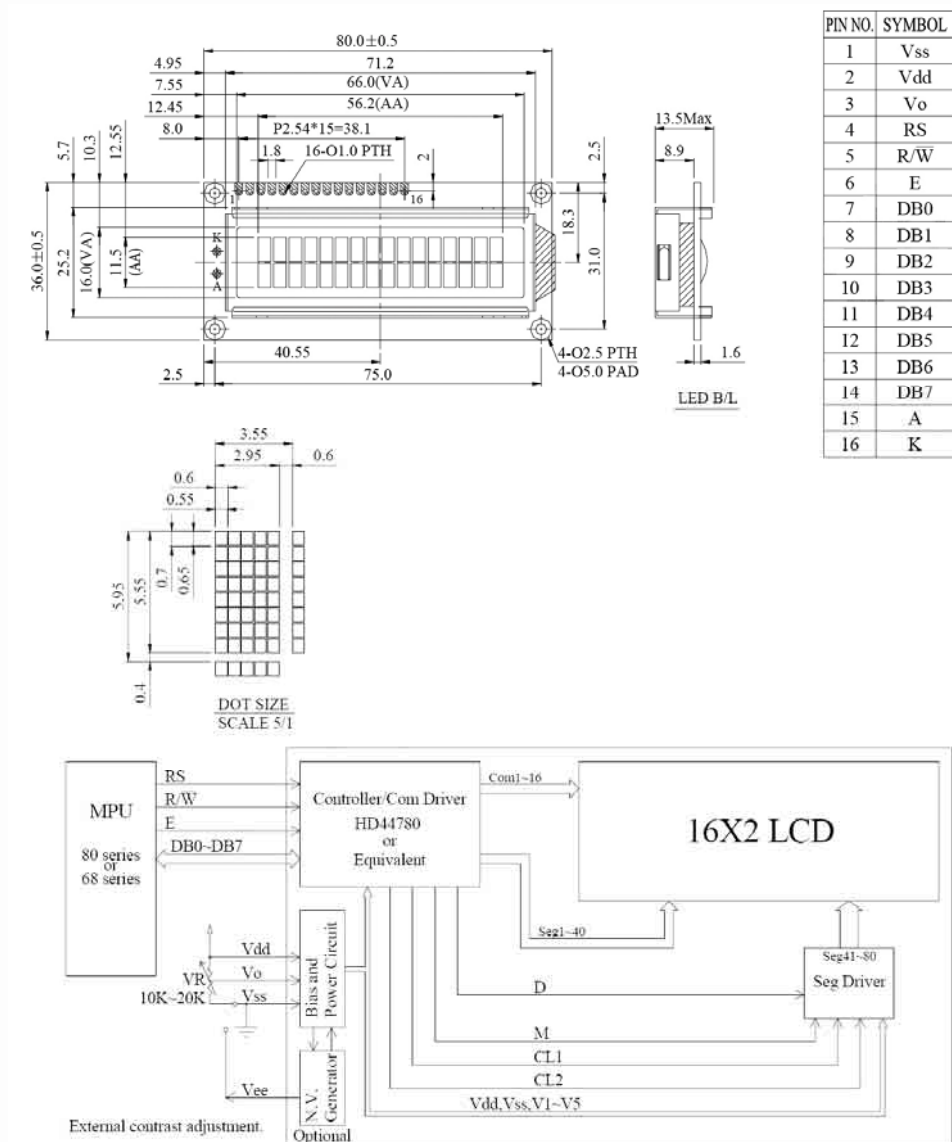 80.0±0.5
4.95 71.2
7.55 66.0(VA)
12.45 56.2(AA)
8.0 P2.54*15=38.1
1.8 16-O1.0 PTH
5.7
10.3
12.55
2
2.5
1 16
K
A
36.0±0.5
25.2
16.0(VA)
11.5
(AA)
18.3
31.0
40.55
2.5 75.0
4-O2.5 PTH
4-O5.0 PAD
13.5Max
8.9
1.6
LED B/L
PIN NO. SYMBOL
1 Vss
2 Vdd
3 Vo
4 RS
5 R/W̅
6 E
7 DB0
8 DB1
9 DB2
10 DB3
11 DB4
12 DB5
13 DB6
14 DB7
15 A
16 K
3.55
2.95 0.6
0.6
0.55
5.95
5.55
0.7
0.65
0.4
DOT SIZE
SCALE 5/1
MPU
80 series
or
68 series
RS
R/W̅
E
DB0~DB7
Controller/Com Driver
HD44780
or
Equivalent
Com1~16
16X2 LCD
Seg1~40
Seg41~80
Seg Driver
D
M
CL1
CL2
Vdd,Vss,V1~V5
Vdd
VR Vo
10K~20K Vss
Bias and
Power Circuit
Vee
N.V.
Generator
External contrast adjustment.
Optional